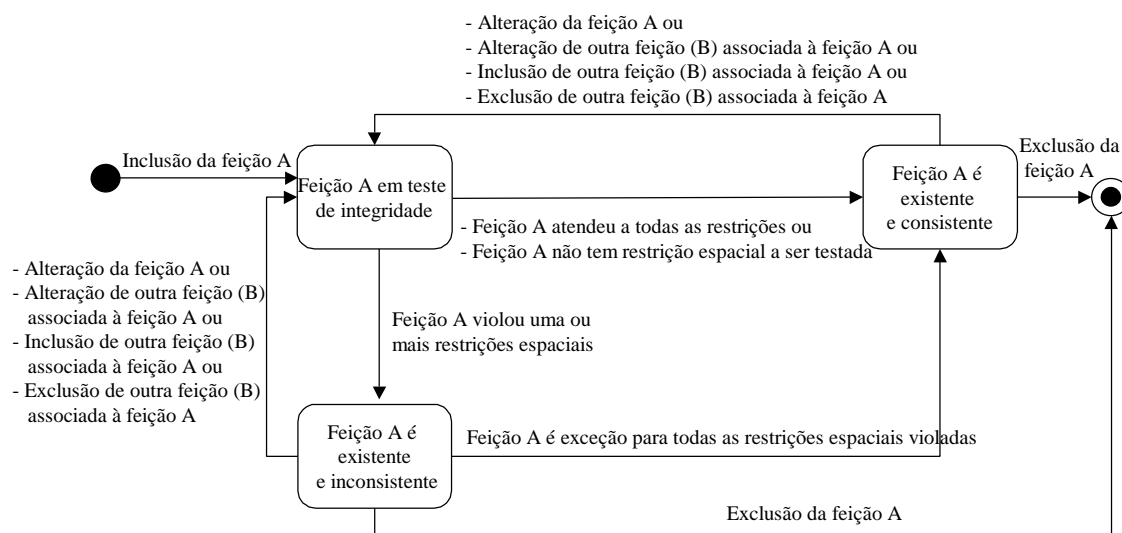 - Alteração da feição A ou
- Alteração de outra feição (B) associada à feição A ou
- Inclusão de outra feição (B) associada à feição A ou
- Exclusão de outra feição (B) associada à feição A
Inclusão da feição A
Feição A em teste
de integridade
Feição A é
existente
e consistente
Exclusão da
feição A
- Feição A atendeu a todas as restrições ou
- Feição A não tem restrição espacial a ser testada
- Alteração da feição A ou
- Alteração de outra feição (B)
associada à feição A ou
- Inclusão de outra feição (B)
associada à feição A ou
- Exclusão de outra feição (B)
associada à feição A
Feição A violou uma ou
mais restrições espaciais
Feição A é
existente
e inconsistente
Feição A é exceção para todas as restrições espaciais violadas
Exclusão da feição A